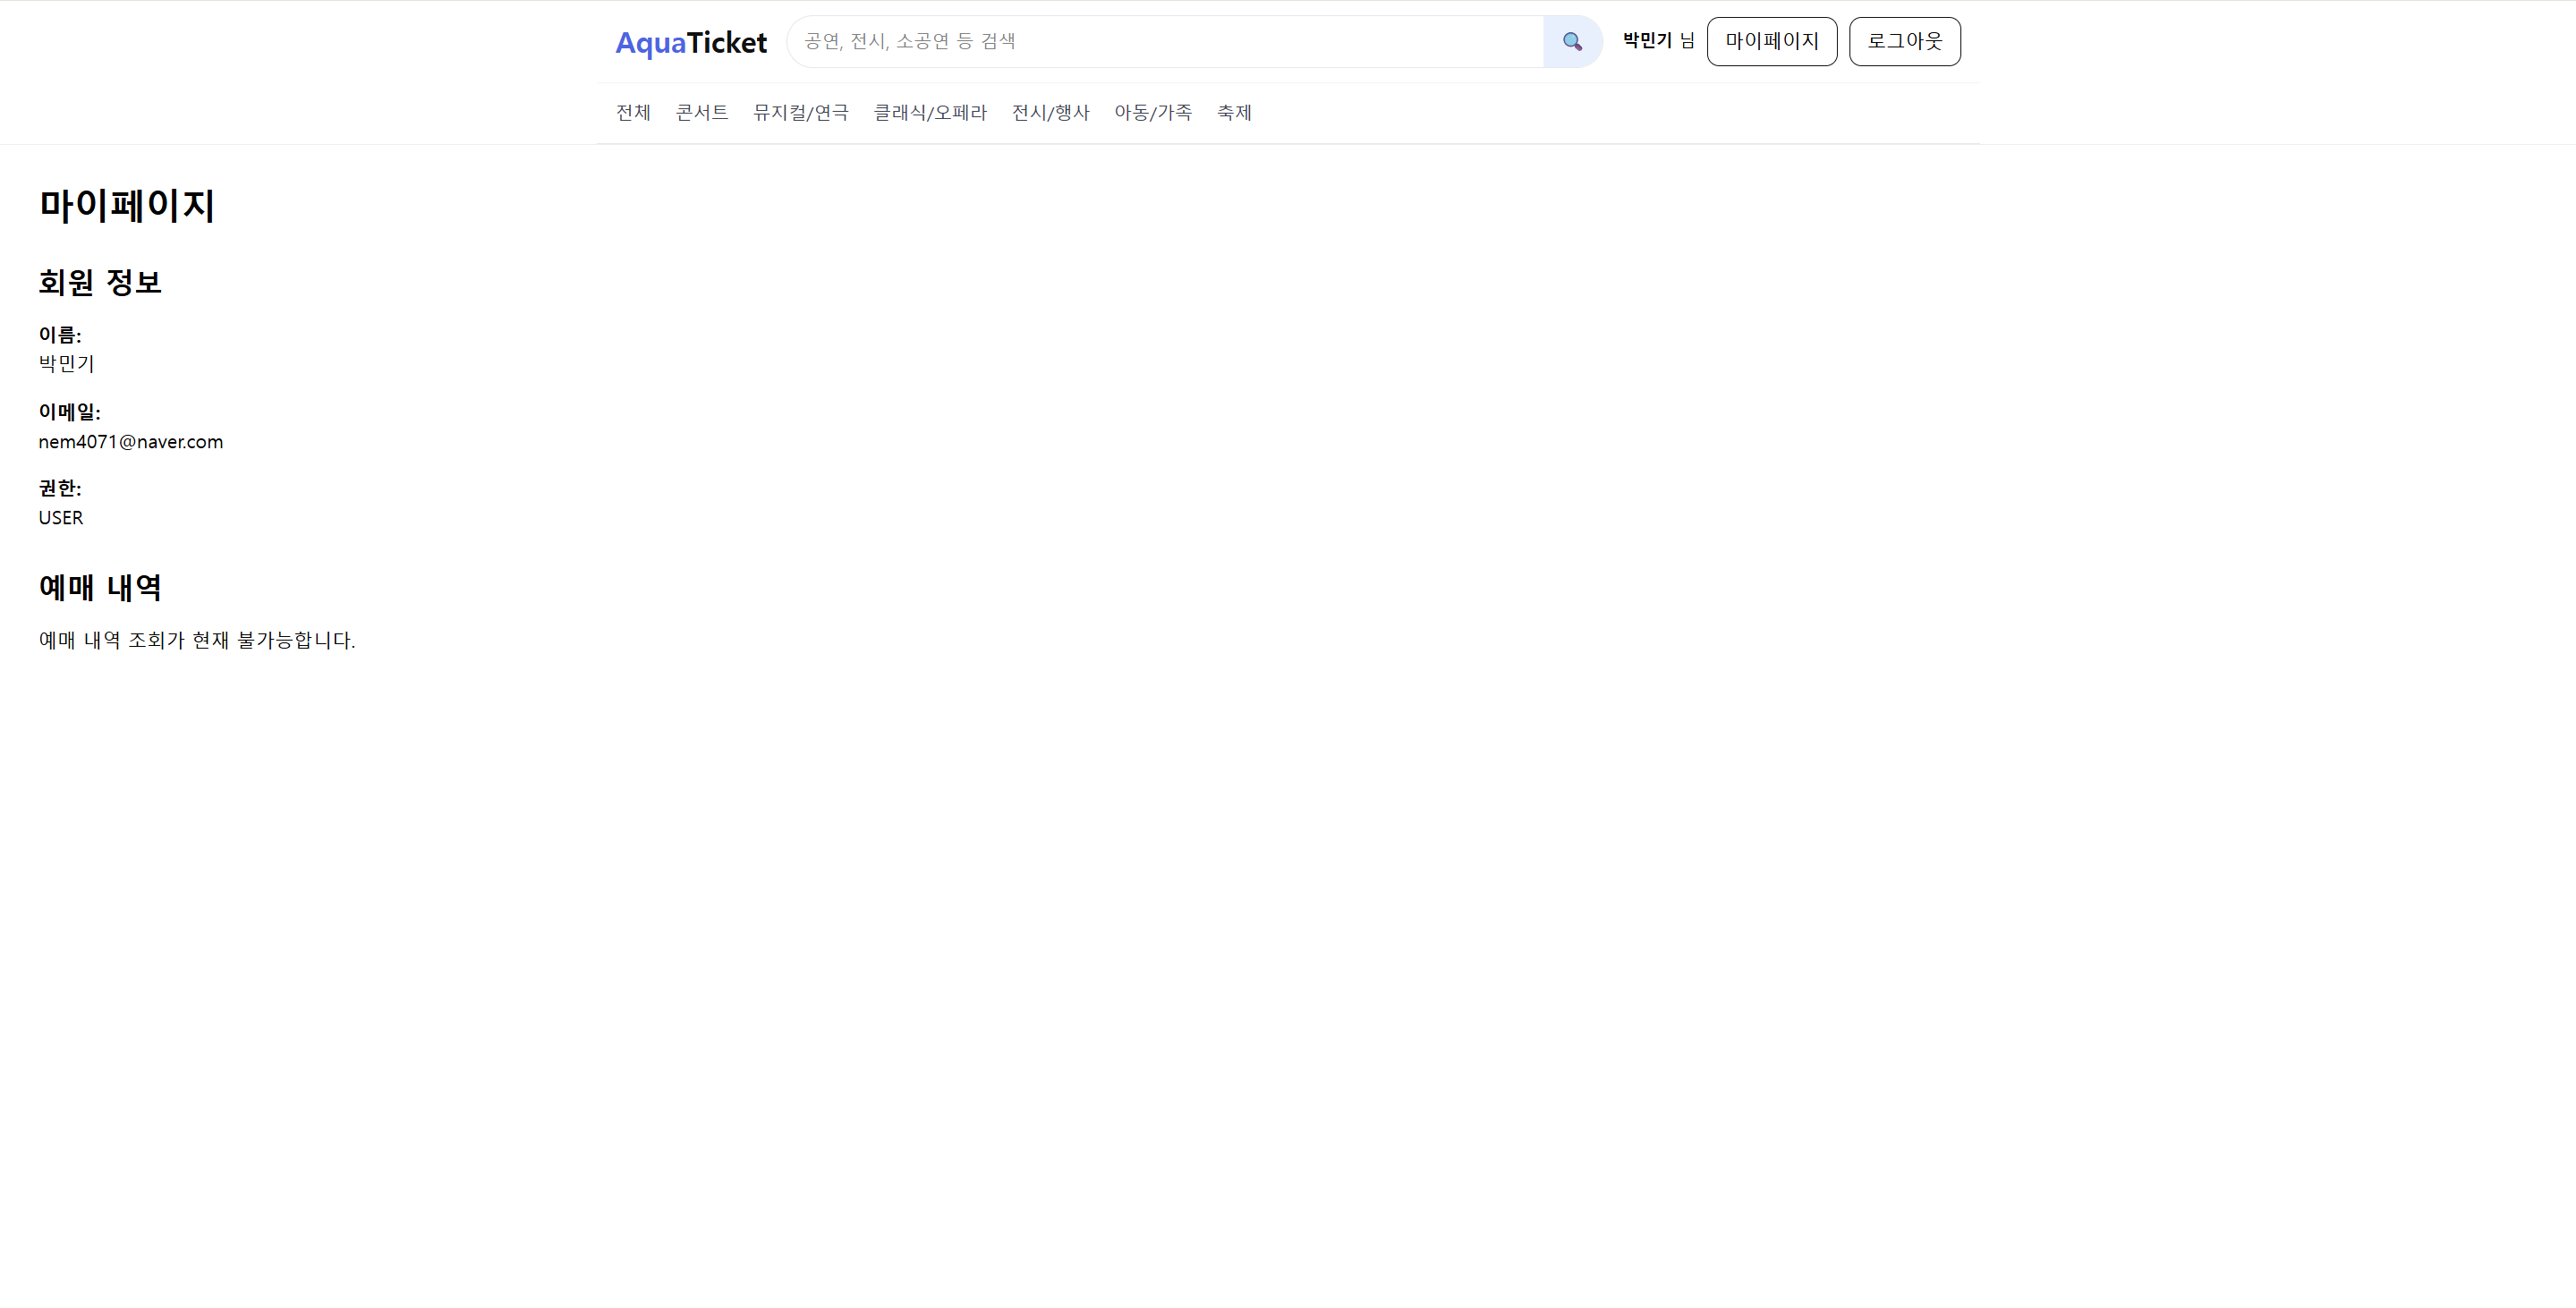 AquaTicket
공연, 전시, 소공연 등 검색
박민기 님
마이페이지
로그아웃
전체 콘서트 뮤지컬/연극 클래식/오페라 전시/행사 아동/가족 축제
마이페이지
회원 정보
이름:
박민기
이메일:
nem4071@naver.com
권한:
USER
예매 내역
예매 내역 조회가 현재 불가능합니다.